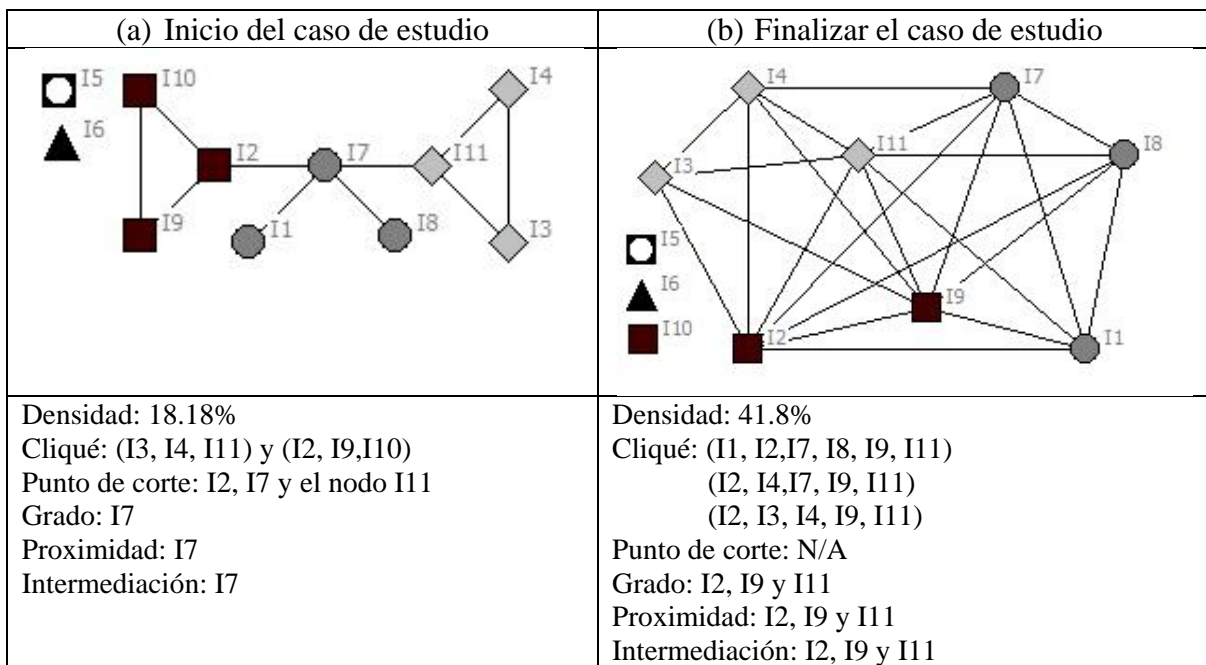 (a) Inicio del caso de estudio
I5
I10
I6
I2
I9
I7
I1
I8
I11
I4
I3
Densidad: 18.18%
Cliqué: (I3, I4, I11) y (I2, I9,I10)
Punto de corte: I2, I7 y el nodo I11
Grado: I7
Proximidad: I7
Intermediación: I7
(b) Finalizar el caso de estudio
I4
I7
I11
I8
I3
I5
I6
I9
I10
I2
I1
Densidad: 41.8%
Cliqué: (I1, I2,I7, I8, I9, I11)
(I2, I4,I7, I9, I11)
(I2, I3, I4, I9, I11)
Punto de corte: N/A
Grado: I2, I9 y I11
Proximidad: I2, I9 y I11
Intermediación: I2, I9 y I11